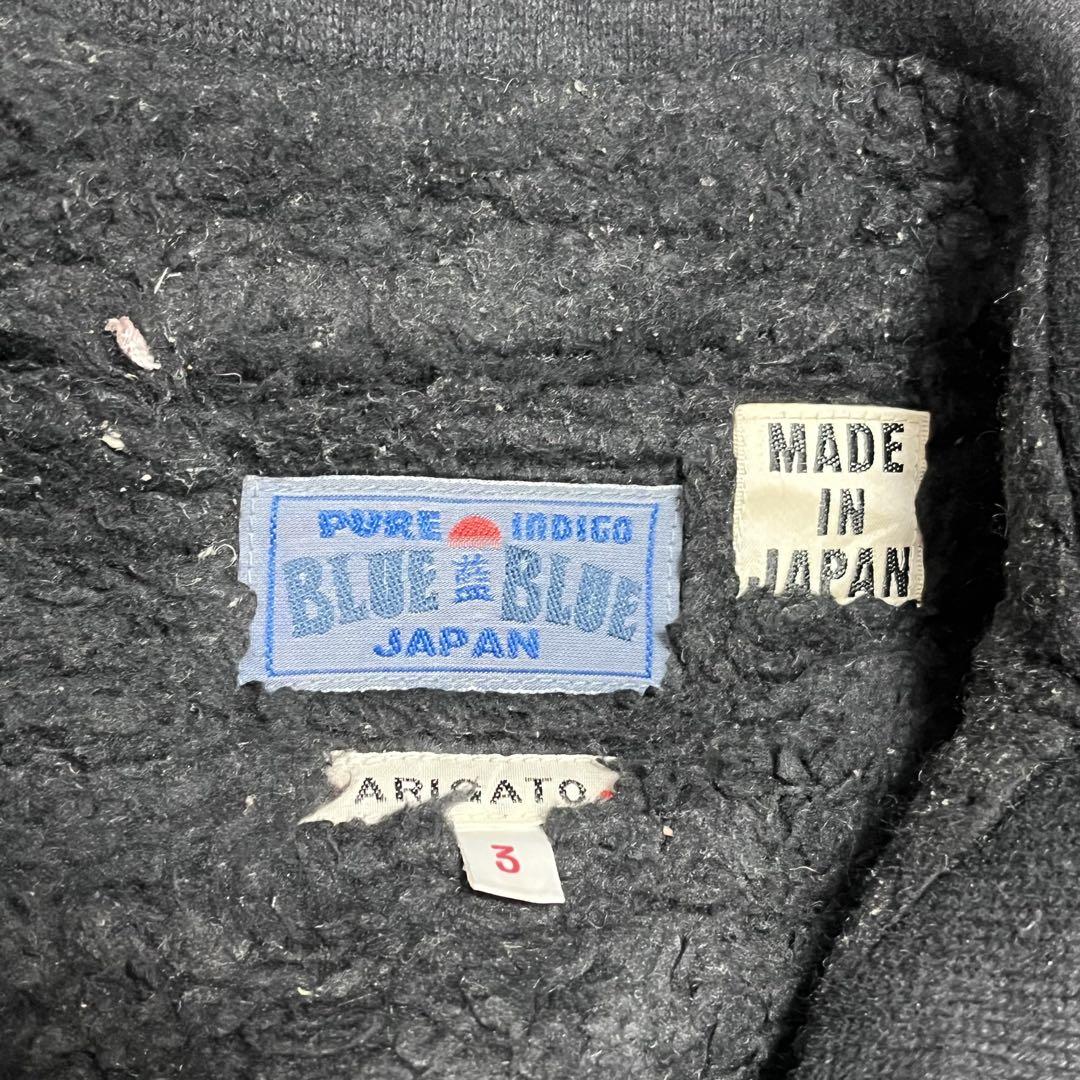 PURE INDIGO
BLUE 藍 BLUE
JAPAN
MADE
IN
JAPAN
ARIGATO
3